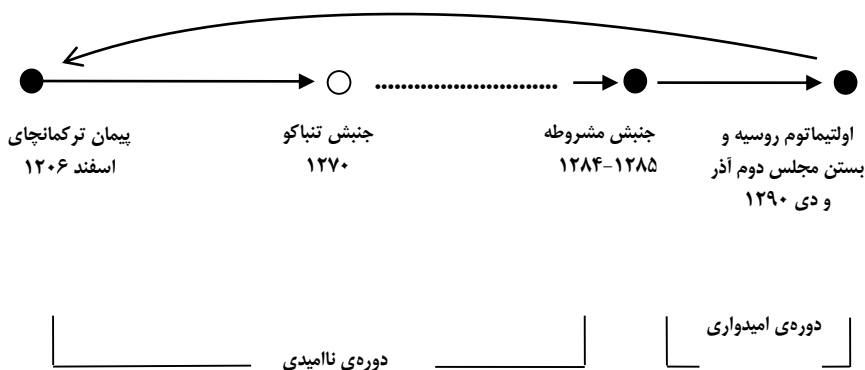 پیمان ترکمانچای
اسفند ۱۲۰۶
جنبش تنباکو
۱۲۷۰
جنبش مشروطه
۱۲۸۴-۱۲۸۵
اولتیماتوم روسیه و
بستن مجلس دوم آذر
و دی ۱۲۹۰
دوره‌ی ناامیدی
دوره‌ی امیدواری